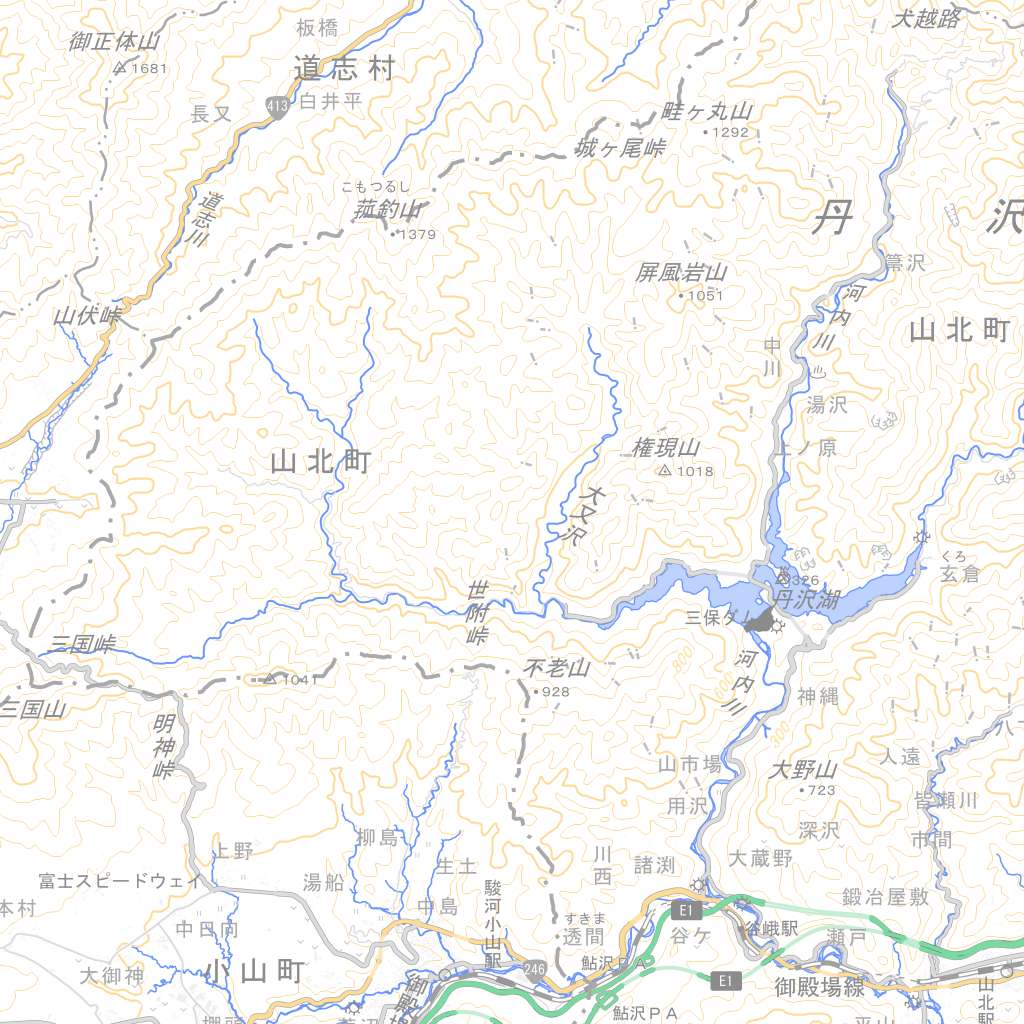 犬越路
板橋
御正体山
1681
道志村
413
白井平
長又
畦ヶ丸山
1292
城ヶ尾峠
こもつるし
菰釣山
1379
道志川
丹
沢
箒沢
屏風岩山
1051
河内川
山伏峠
山北町
中川
湯沢
権現山
1018
上ノ原
山北町
大又沢
くろ
玄倉
326
丹沢湖
世附峠
三保ダム
三国峠
河内川
不老山
928
1041
900
神縄
三国山
明神峠
人遠
山市場
大野山
723
用沢
皆瀬川
市間
深沢
柳島
上野
川西
諸渕
大蔵野
生土
富士スピードウェイ
湯船
駿河小山駅
鍛冶屋敷
本村
中島
E1
すきま
透間
谷ケ
谷峨駅
瀬戸
中日向
大御神
小山町
246
鮎沢PA
E1
御殿場線
山北駅
鮎沢PA